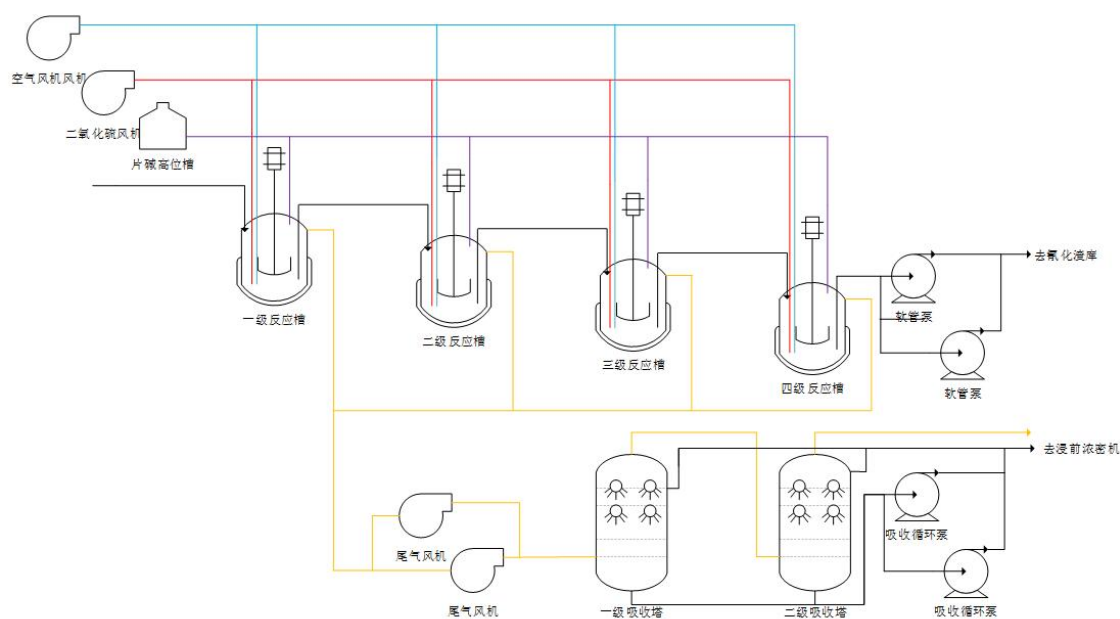 空气风机风机
二氧化硫风机
片碱高位槽
一级反应槽
二级反应槽
三级反应槽
四级反应槽
软管泵
去氰化渣库
软管泵
去浸前浓密机
尾气风机
吸收循环泵
尾气风机
一级吸收塔
二级吸收塔
吸收循环泵